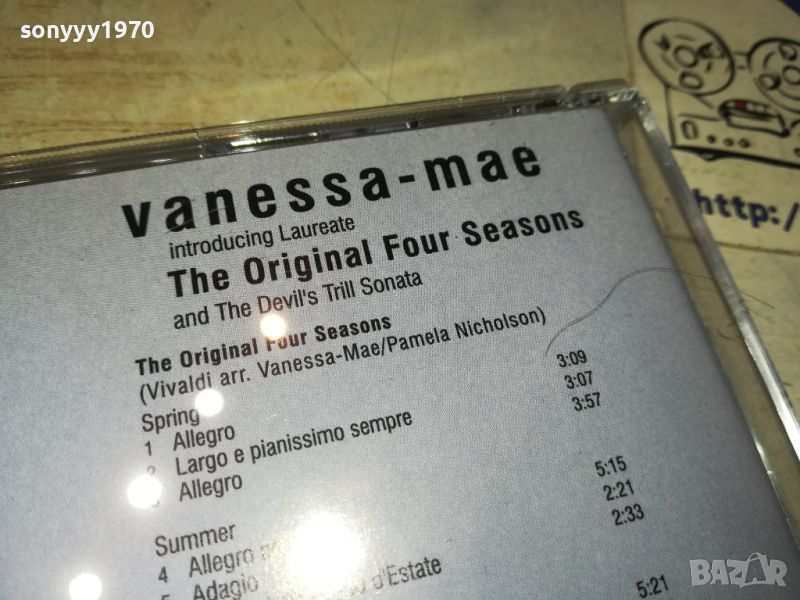 sonyyy1970
vanessa-mae
introducing Laureate
The Original Four Seasons
and The Devil's Trill Sonata
The Original Four Seasons
(Vivaldi arr. Vanessa-Mae/Pamela Nicholson)
Spring
1 Allegro 3:09
Largo e pianissimo sempre 3:07
Allegro 3:57
Summer
4 Allegro 5:15
5 Adagio 2:21
d'Estate 2:33
5:21
http:/
BAZAR